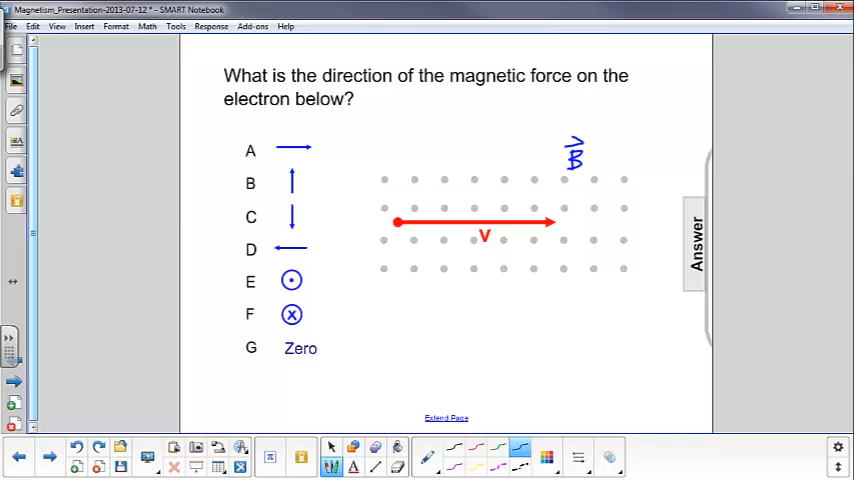 Magnetism_Presentation-2013-07-12 * - SMART Notebook
File Edit View Insert Format Math Tools Response Add-ons Help
What is the direction of the magnetic force on the
electron below?
A
B
C
D
E
F x
G Zero
B
v
Answer
Extend Page